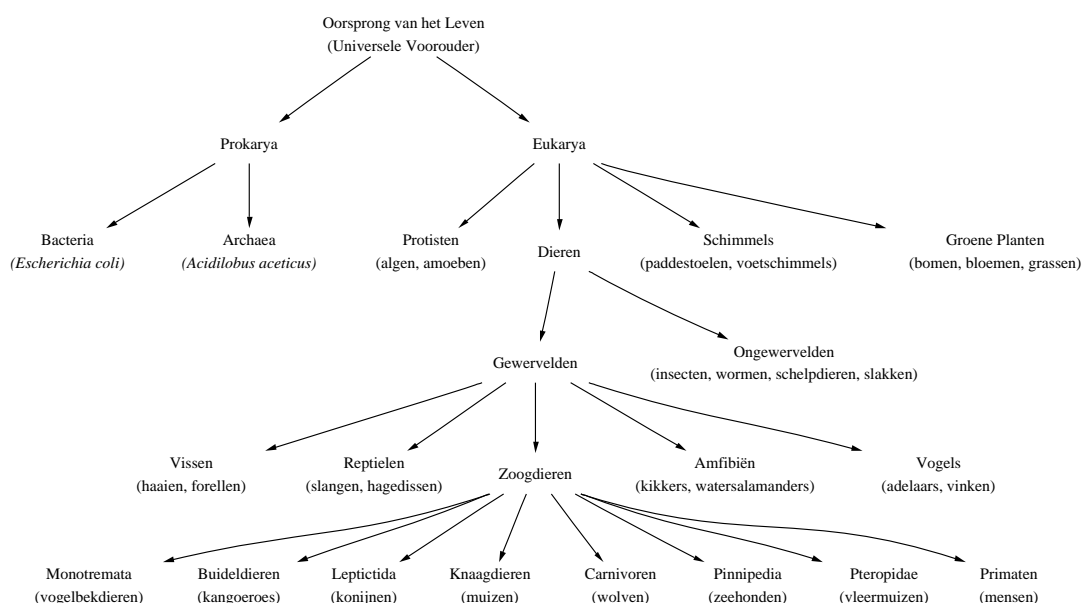 Oorsprong van het Leven
(Universele Voorouder)
Prokarya
Eukarya
Bacteria
(Escherichia coli)
Archaea
(Acidilobus aceticus)
Protisten
(algen, amoeben)
Dieren
Schimmels
(paddestoelen, voetschimmels)
Groene Planten
(bomen, bloemen, grassen)
Gewervelden
Ongewervelden
(insecten, wormen, schelpdieren, slakken)
Vissen
(haaien, forellen)
Reptielen
(slangen, hagedissen)
Zoogdieren
Amfibiën
(kikkers, watersalamanders)
Vogels
(adelaars, vinken)
Monotremata
(vogelbekdieren)
Buideldieren
(kangoeroes)
Leptictida
(konijnen)
Knaagdieren
(muizen)
Carnivoren
(wolven)
Pinnipedia
(zeehonden)
Pteropidae
(vleermuizen)
Primaten
(mensen)